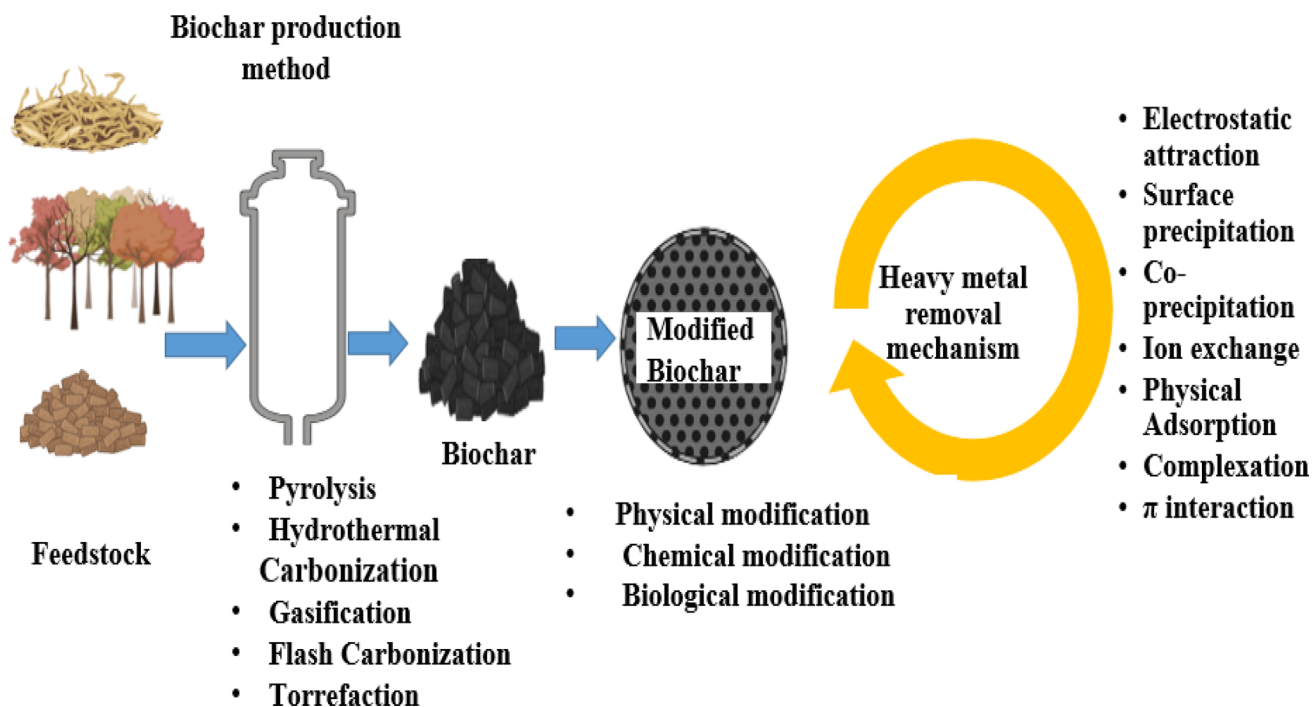 Biochar production
method
Feedstock
• Pyrolysis
• Hydrothermal
Carbonization
• Gasification
• Flash Carbonization
• Torrefaction
Biochar
Modified
Biochar
• Physical modification
• Chemical modification
• Biological modification
Heavy metal
removal
mechanism
• Electrostatic
attraction
• Surface
precipitation
• Co-
precipitation
• Ion exchange
• Physical
Adsorption
• Complexation
• π interaction